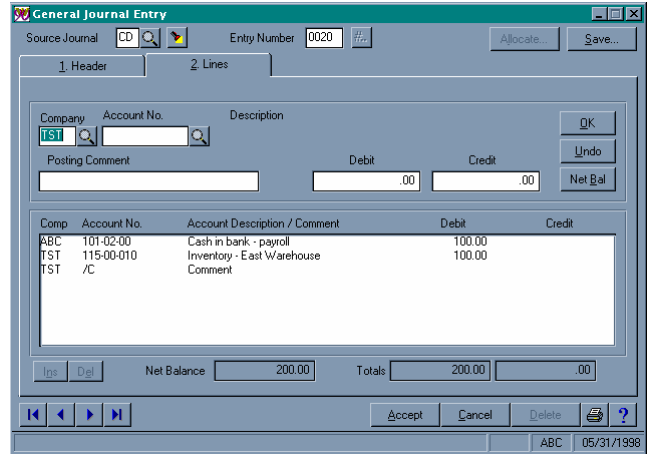 General Journal Entry
Source Journal CD Entry Number 0020 #.. Allocate... Save...
1. Header 2. Lines
Company Account No. Description
TST OK
Undo
Posting Comment Debit Credit
.00 .00 Net Bal
Comp Account No. Account Description / Comment Debit Credit
ABC 101-02-00 Cash in bank - payroll 100.00
TST 115-00-010 Inventory - East Warehouse 100.00
TST /C Comment
Ins Del Net Balance 200.00 Totals 200.00 .00
Accept Cancel Delete ?
ABC 05/31/1998